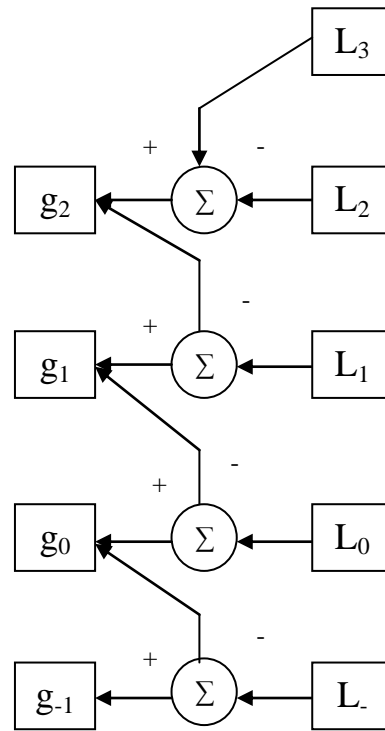 L₃
+ -
g₂ Σ L₂
+ -
g₁ Σ L₁
+ -
g₀ Σ L₀
+ -
g₋₁ Σ L₋